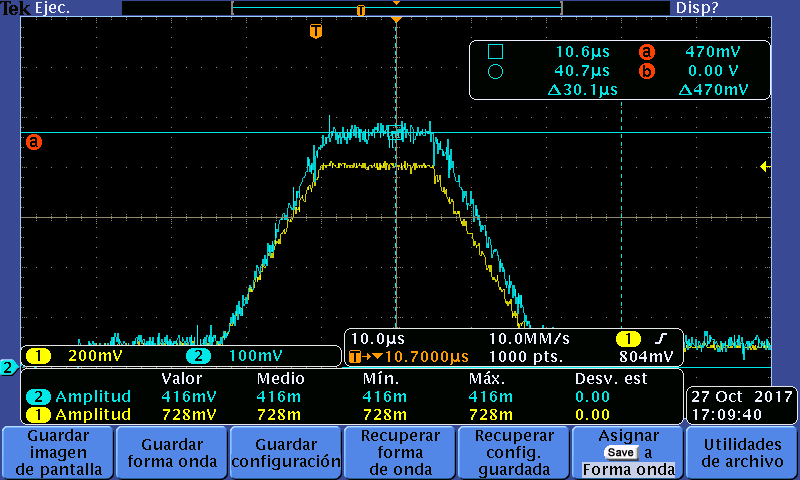 Tek Ejec. Disp?
T
T
10.6µs a 470mV
40.7µs b 0.00 V
Δ30.1µs Δ470mV
a
10.0µs 10.0MM/s 1
T→▼10.7000µs 1000 pts. 804mV
1 200mV 2 100mV
2
Valor Medio Mín. Máx. Desv. est
2 Amplitud 416mV 416m 416m 416m 0.00
1 Amplitud 728mV 728m 728m 728m 0.00
27 Oct 2017
17:09:40
Guardar imagen de pantalla
Guardar forma onda
Guardar configuración
Recuperar forma de onda
Recuperar config. guardada
Asignar Save a Forma onda
Utilidades de archivo